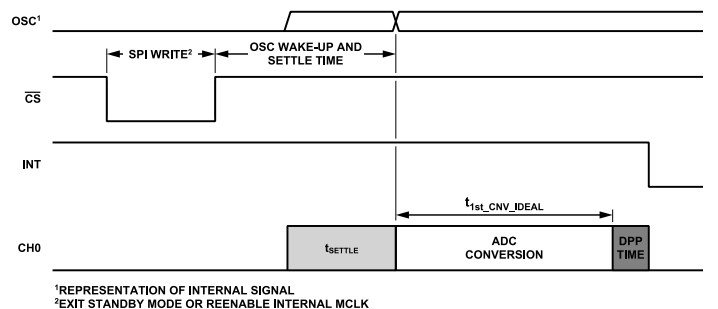 OSC¹
SPI WRITE²
OSC WAKE-UP AND
SETTLE TIME
CS
INT
t1st_CNV_IDEAL
CH0
tSETTLE
ADC
CONVERSION
DPP
TIME
¹REPRESENTATION OF INTERNAL SIGNAL
²EXIT STANDBY MODE OR REENABLE INTERNAL MCLK